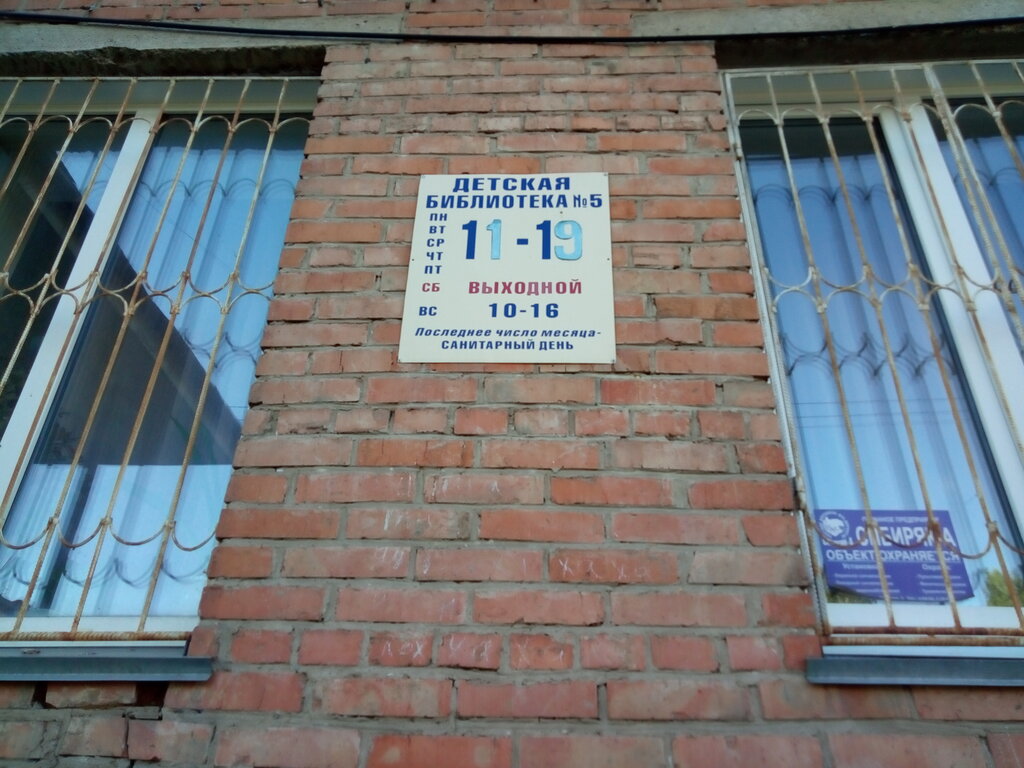 ДЕТСКАЯ
БИБЛИОТЕКА №5
ПН
ВТ
СР
ЧТ
ПТ
11-19
СБ ВЫХОДНОЙ
ВС 10-16
Последнее число месяца-
САНИТАРНЫЙ ДЕНЬ
СИБИРЯКА
ОБЪЕКТ ОХРАНЯЕТСЯ